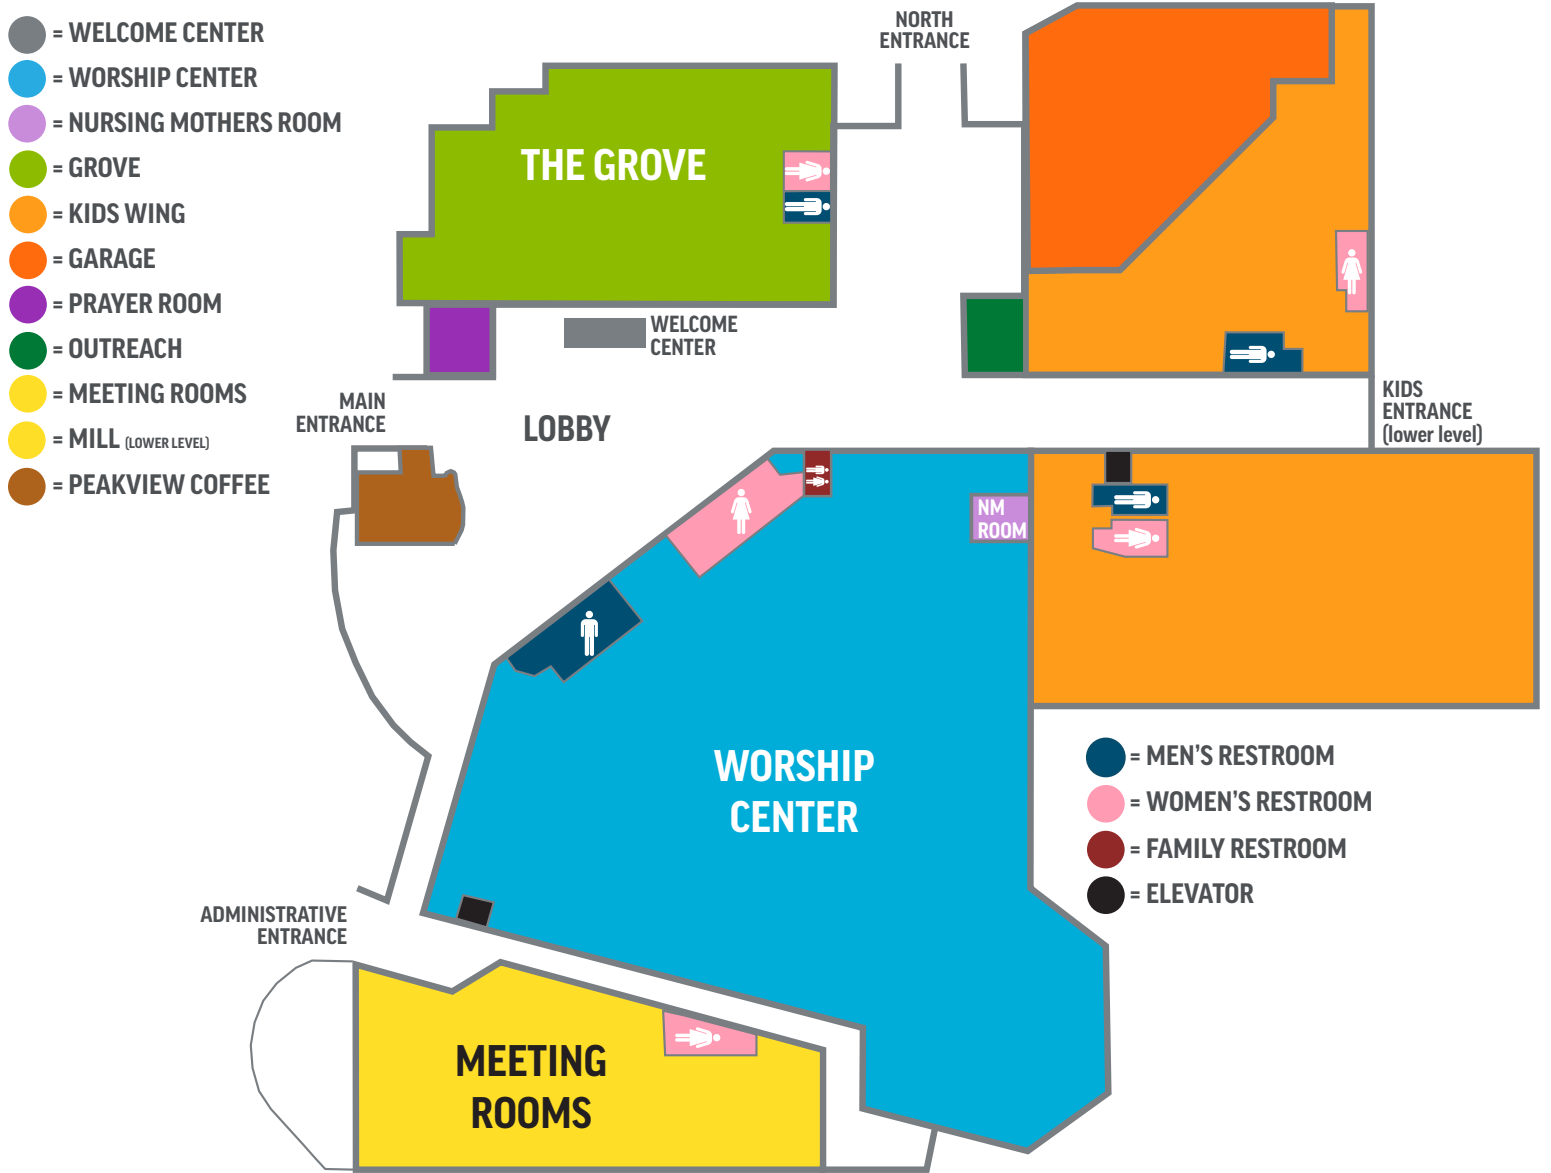 = WELCOME CENTER
= WORSHIP CENTER
= NURSING MOTHERS ROOM
= GROVE
= KIDS WING
= GARAGE
= PRAYER ROOM
= OUTREACH
= MEETING ROOMS
= MILL (LOWER LEVEL)
= PEAKVIEW COFFEE
NORTH
ENTRANCE
THE GROVE
WELCOME
CENTER
MAIN
ENTRANCE
LOBBY
KIDS
ENTRANCE
(lower level)
NM
ROOM
WORSHIP
CENTER
= MEN'S RESTROOM
= WOMEN'S RESTROOM
= FAMILY RESTROOM
= ELEVATOR
ADMINISTRATIVE
ENTRANCE
MEETING
ROOMS